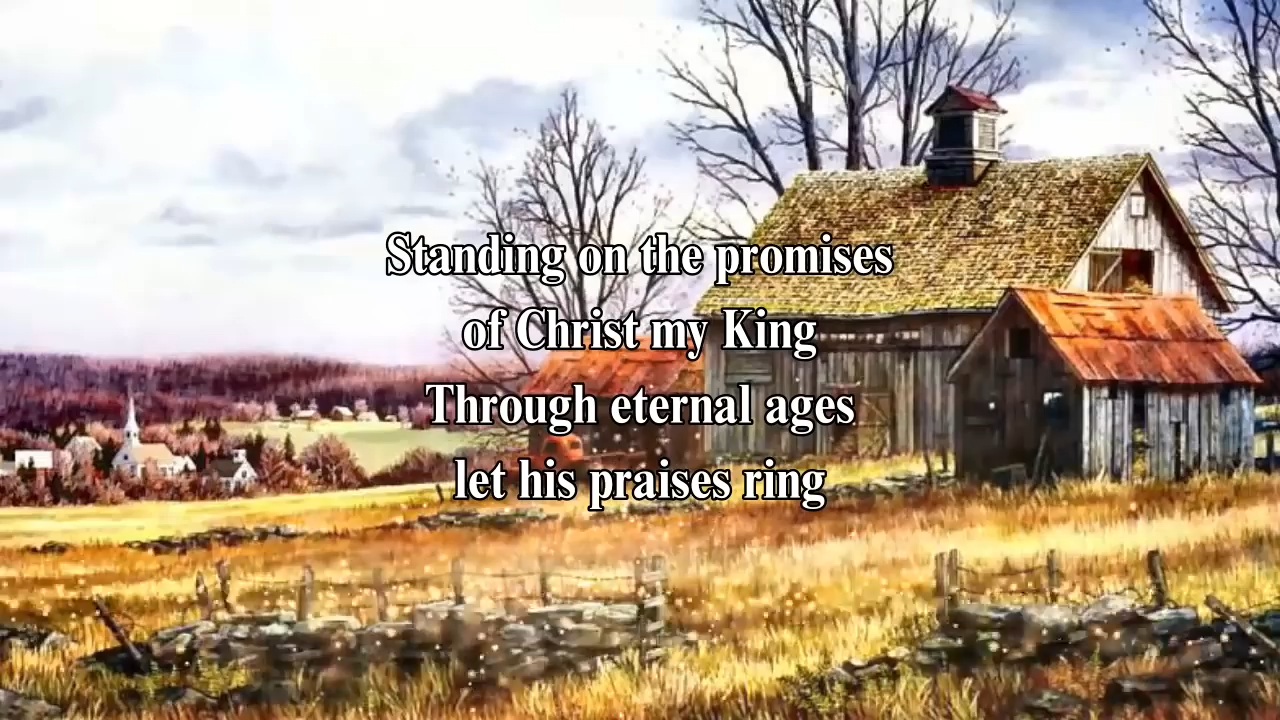 Standing on the promises
of Christ my King
Through eternal ages
let his praises ring